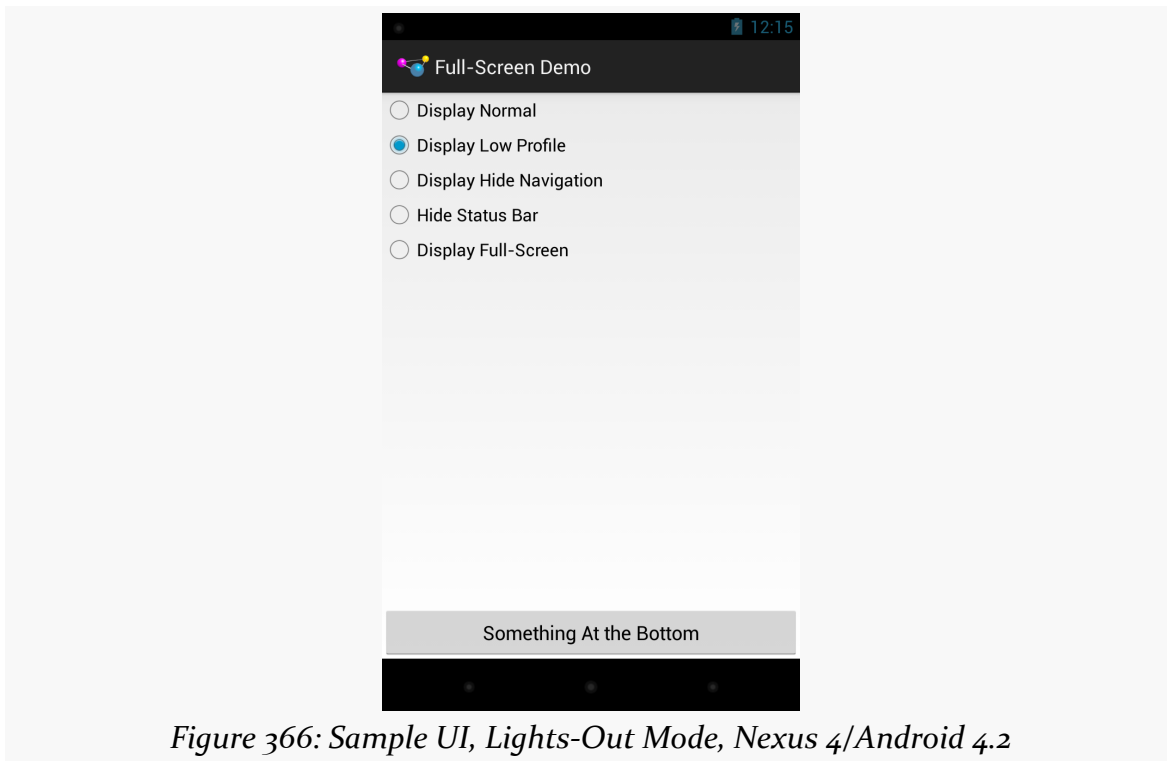 12:15
Full-Screen Demo
Display Normal
Display Low Profile
Display Hide Navigation
Hide Status Bar
Display Full-Screen
Something At the Bottom
Figure 366: Sample UI, Lights-Out Mode, Nexus 4/Android 4.2